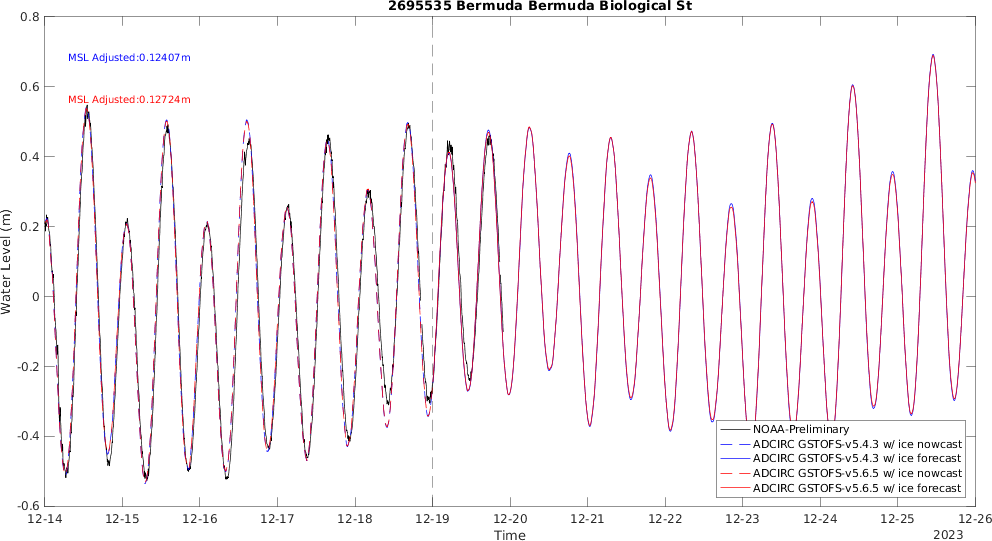 2695535 Bermuda Bermuda Biological St
0.8
MSL Adjusted:0.12407m
0.6
MSL Adjusted:0.12724m
0.4
0.2
Water Level (m)
0
-0.2
-0.4
NOAA-Preliminary
ADCIRC GSTOFS-v5.4.3 w/ ice nowcast
ADCIRC GSTOFS-v5.4.3 w/ ice forecast
ADCIRC GSTOFS-v5.6.5 w/ ice nowcast
ADCIRC GSTOFS-v5.6.5 w/ ice forecast
-0.6
12-14 12-15 12-16 12-17 12-18 12-19 12-20 12-21 12-22 12-23 12-24 12-25 12-26
Time
2023